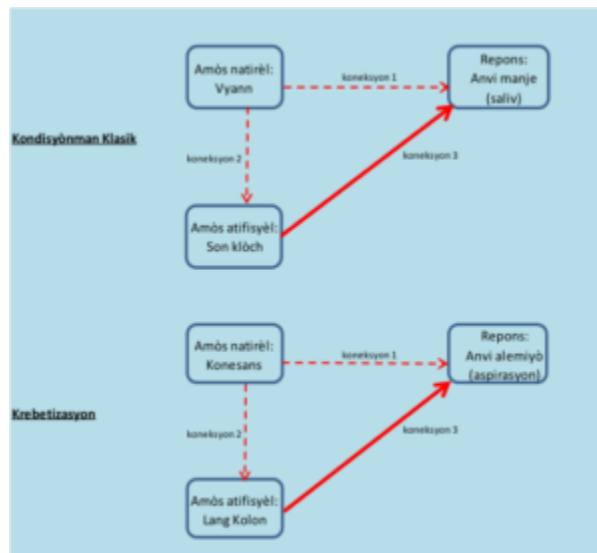 Amòs natirèl:
Vyann
koneksyon 1
Repons:
Anvi manje
(saliv)
Kondisyònman Klasik
koneksyon 2
koneksyon 3
Amòs atifisyèl:
Son klòch
Amòs natirèl:
Konesans
koneksyon 1
Repons:
Anvi alemiyò
(aspirasyon)
Krebetizasyon
koneksyon 2
koneksyon 3
Amòs atifisyèl:
Lang Kolon